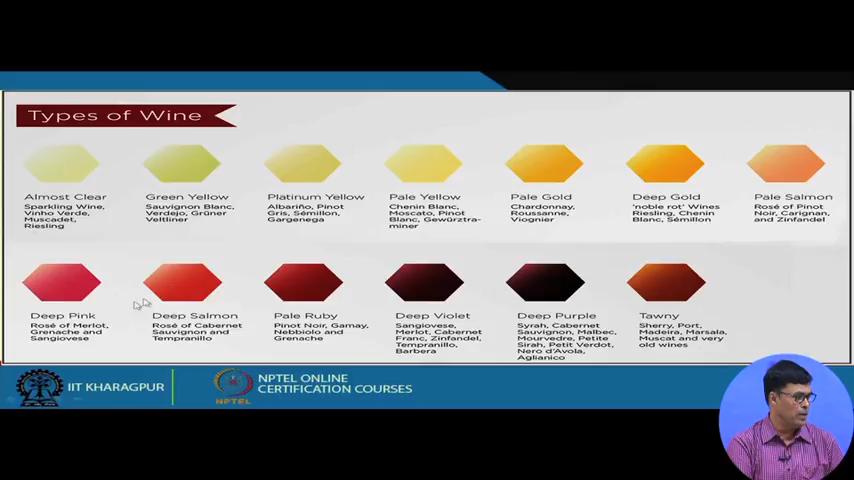 Types of Wine
Almost Clear
Sparkling Wine,
Vinho Verde,
Muscadet,
Riesling
Green Yellow
Sauvignon Blanc,
Verdejo, Grüner
Veltliner
Platinum Yellow
Albariño, Pinot
Gris, Sémillon,
Gargenega
Pale Yellow
Chenin Blanc,
Moscato, Pinot
Blanc, Gewürztra-
miner
Pale Gold
Chardonnay,
Roussanne,
Viognier
Deep Gold
'noble rot' Wines
Riesling, Chenin
Blanc, Sémillon
Pale Salmon
Rosé of Pinot
Noir, Carignan,
and Zinfandel
Deep Pink
Rosé of Merlot,
Grenache and
Sangiovese
Deep Salmon
Rosé of Cabernet
Sauvignon and
Tempranillo
Pale Ruby
Pinot Noir, Gamay,
Nebbiolo and
Grenache
Deep Violet
Sangiovese,
Merlot, Cabernet
Franc, Zinfandel,
Tempranillo,
Barbera
Deep Purple
Syrah, Cabernet
Sauvignon, Malbec,
Mourvedre, Petite
Sirah, Petit Verdot,
Nero d'Avola,
Aglianico
Tawny
Sherry, Port,
Madeira, Marsala,
Muscat and very
old wines
IIT KHARAGPUR
NPTEL
NPTEL ONLINE
CERTIFICATION COURSES